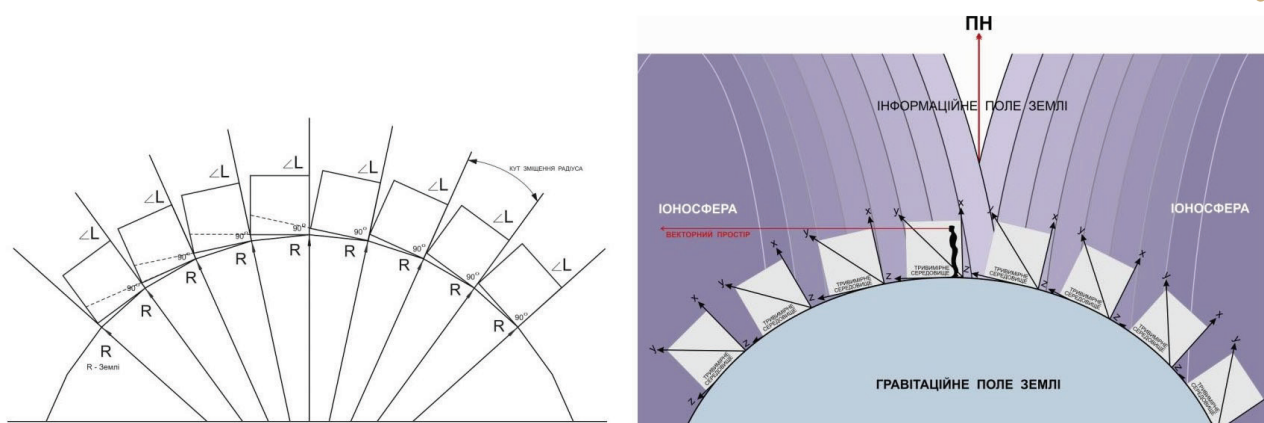 ∠L
∠L
∠L
∠L
∠L
∠L
∠L
∠L
КУТ ЗМІЩЕННЯ РАДІУСА
90°
90°
90°
90°
90°
90°
90°
90°
90°
R
R
R
R
R
R
R
R
R
R - Землі
ПН
ІНФОРМАЦІЙНЕ ПОЛЕ ЗЕМЛІ
ІОНОСФЕРА
ІОНОСФЕРА
ВЕКТОРНИЙ ПРОСТІР
x
y
z
ТРИВИМІРНЕ
СЕРЕДОВИЩЕ
x
y
z
ТРИВИМІРНЕ
СЕРЕДОВИЩЕ
x
y
z
ТРИВИМІРНЕ
СЕРЕДОВИЩЕ
x
y
z
ТРИВИМІРНЕ
СЕРЕДОВИЩЕ
x
y
z
ТРИВИМІРНЕ
СЕРЕДОВИЩЕ
x
y
z
ТРИВИМІРНЕ
СЕРЕДОВИЩЕ
x
y
z
ТРИВИМІРНЕ
СЕРЕДОВИЩЕ
y
z
ТРИВИМІРНЕ
СЕРЕДОВИЩЕ
ГРАВІТАЦІЙНЕ ПОЛЕ ЗЕМЛІ